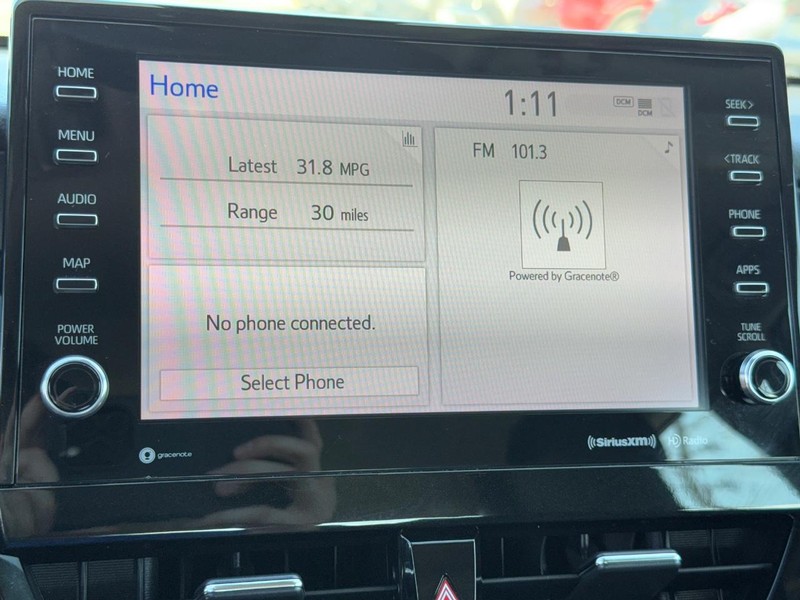 HOME
MENU
AUDIO
MAP
POWER
VOLUME
Home
1:11
DCM
DCM
Latest 31.8 MPG
Range 30 miles
No phone connected.
Select Phone
FM 101.3
Powered by Gracenote®
SEEK>
<TRACK
PHONE
APPS
TUNE
SCROLL
gracenote
((SiriusXM))
HD Radio